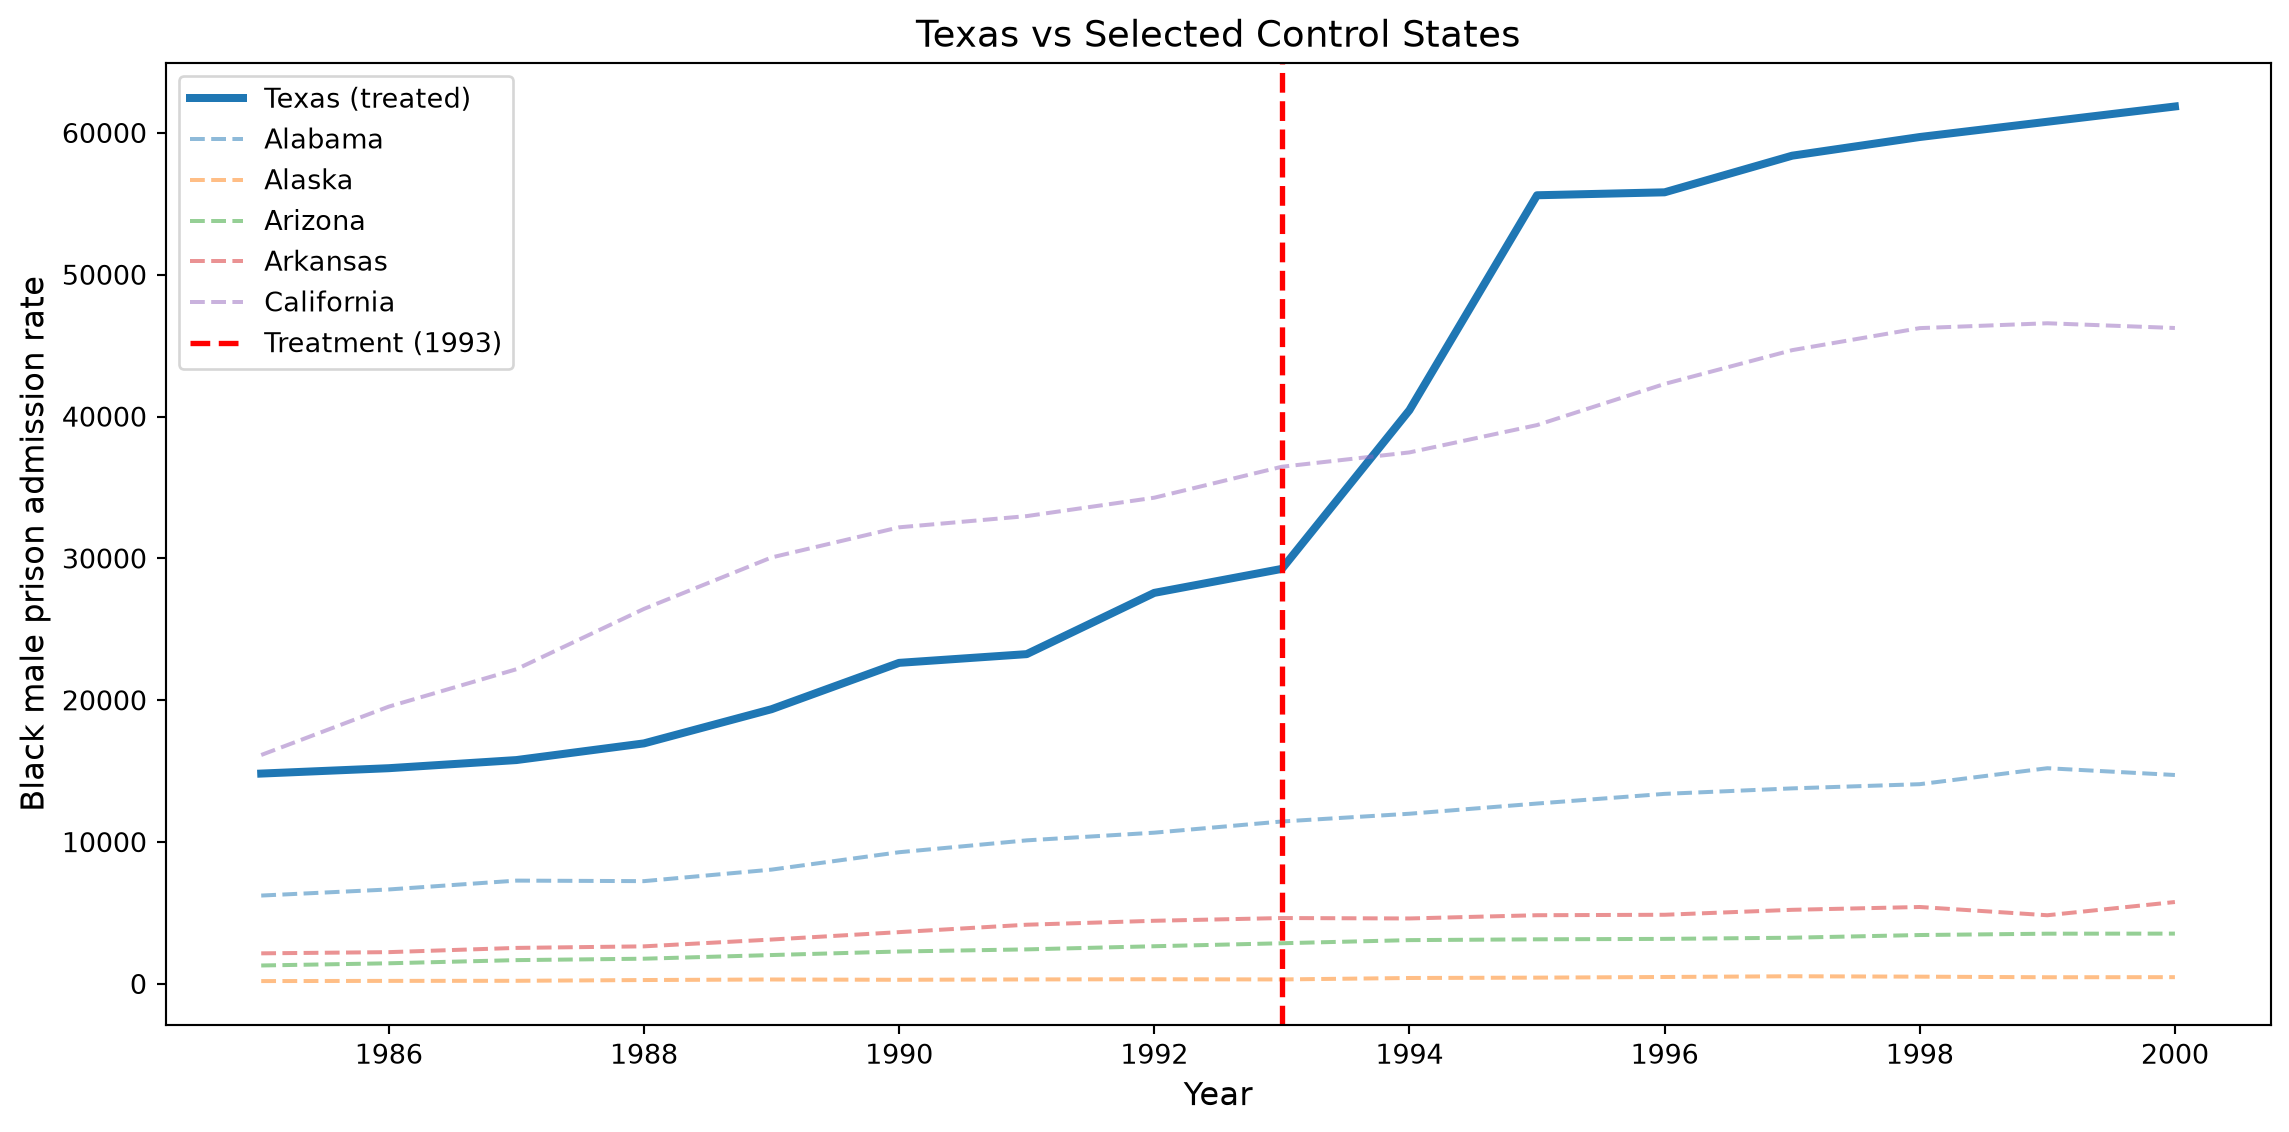 Texas vs Selected Control States
Texas (treated)
Alabama
Alaska
Arizona
Arkansas
California
Treatment (1993)
Black male prison admission rate
60000
50000
40000
30000
20000
10000
0
1986
1988
1990
1992
1994
1996
1998
2000
Year